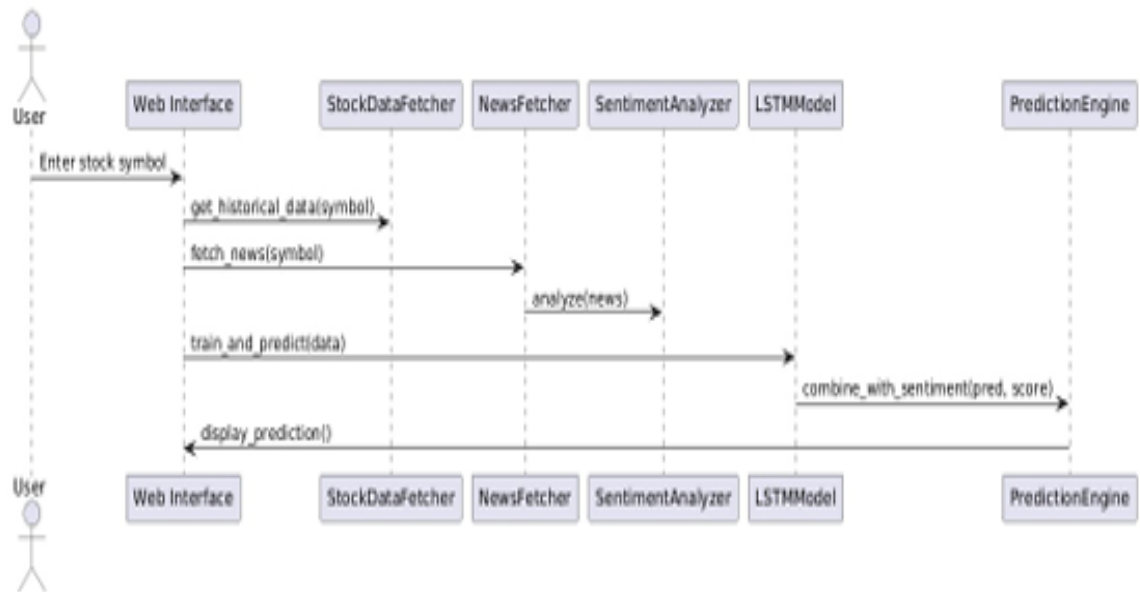 User
Web Interface
StockDataFetcher
NewsFetcher
SentimentAnalyzer
LSTMModel
PredictionEngine
Enter stock symbol
get_historical_data(symbol)
fetch_news(symbol)
analyze(news)
train_and_predict(data)
combine_with_sentiment(pred, score)
display_prediction()
User
Web Interface
StockDataFetcher
NewsFetcher
SentimentAnalyzer
LSTMModel
PredictionEngine